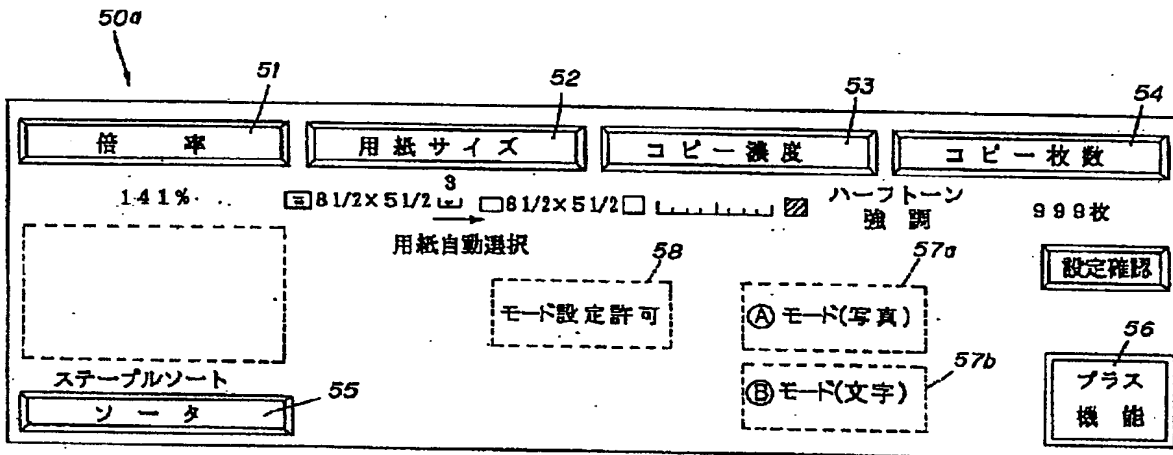 50a
51
52
53
54
倍 率
用紙サイズ
コピー濃度
コピー枚数
141%
8 1/2×5 1/2
8 1/2×5 1/2
ハーフトーン
強 調
999枚
用紙自動選択
58
57a
設定確認
モード設定許可
Ⓐモード(写真)
56
ステープルソート
57b
プラス
機 能
ソータ
55
Ⓑモード(文字)